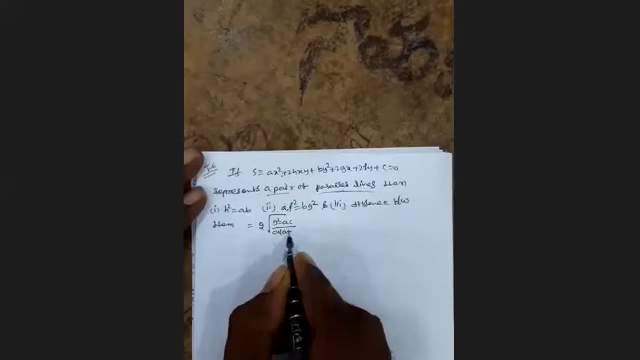 If S≡ax²+2hxy+by²+2gx+2fy+c=0
represents a pair of parallel lines then
(i) h²=ab (ii) af²=bg² & (iii) distance b/w
them = 2√(g²-ac)/(a(a+